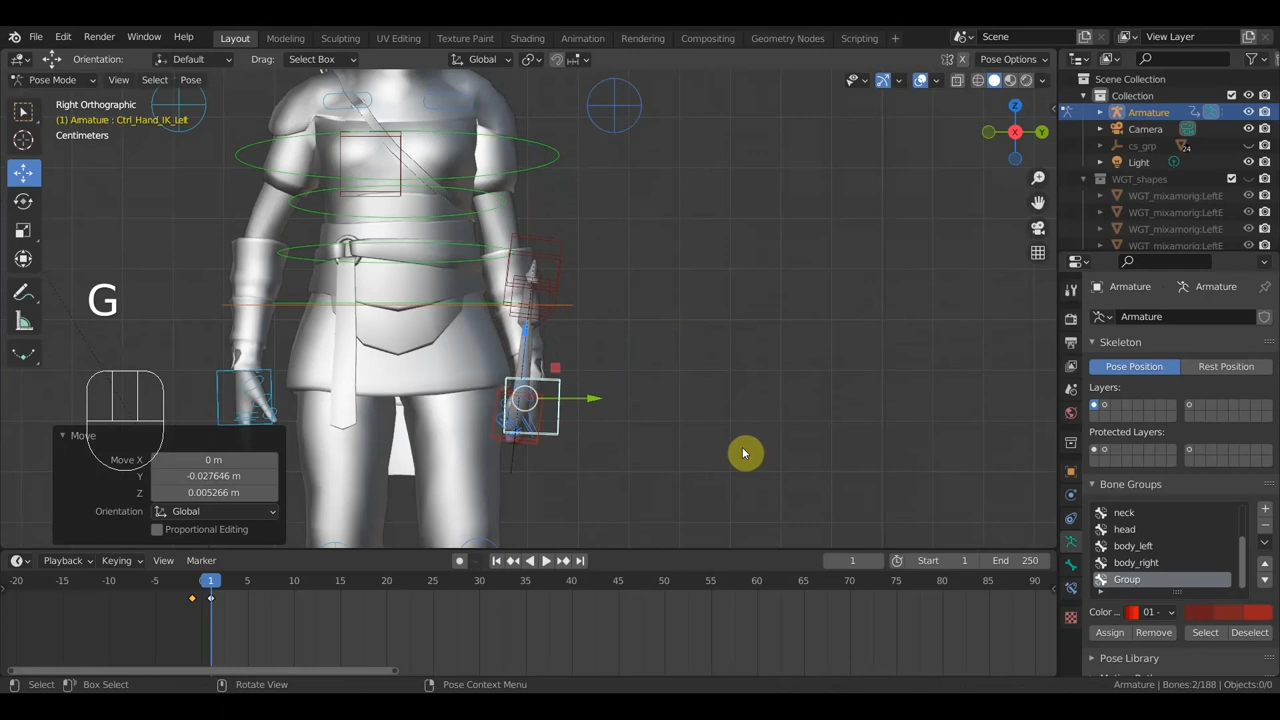 File Edit Render Window Help Layout Modeling Sculpting UV Editing Texture Paint Shading Animation Rendering Compositing Geometry Nodes Scripting + Scene View Layer
Orientation: Default Drag: Select Box Global Pose Options
Pose Mode View Select Pose
Right Orthographic
(1) Armature : Ctrl_Hand_IK_Left
Centimeters
Z
Y
X
G
Scene Collection
Collection
Armature
Camera
cs_grp 24
Light
WGT_shapes
WGT_mixamorig:LeftE
WGT_mixamorig:LeftE
WGT_mixamorig:LeftE
WGT_mixamorig:LeftE
Armature Armature
Armature
Skeleton
Pose Position Rest Position
Layers:
Protected Layers:
Bone Groups
neck
head
body_left
body_right
Group
Color ... 01 -
Assign Remove Select Deselect
Pose Library
Move
Move X 0 m
Y -0.027646 m
Z 0.005266 m
Orientation Global
Proportional Editing
Playback Keying View Marker 1 Start 1 End 250
-20 -15 -10 -5 1 5 10 15 20 25 30 35 40 45 50 55 60 65 70 75 80 85 90
Select Box Select Rotate View Pose Context Menu Armature | Bones:2/188 | Objects:0/0